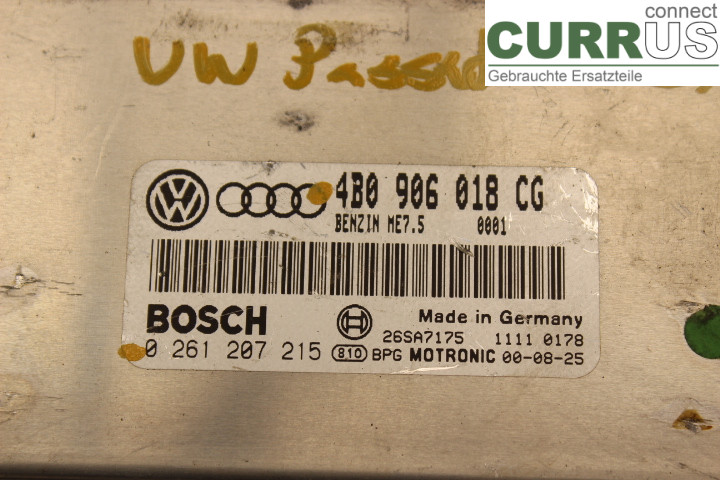 connect
CURRUS
Gebrauchte Ersatzteile
VW Passat
4B0 906 018 CG
BENZIN ME7.5 0001
BOSCH
Made in Germany
26SA7175 1111 0178
0 261 207 215 810 BPG MOTRONIC 00-08-25